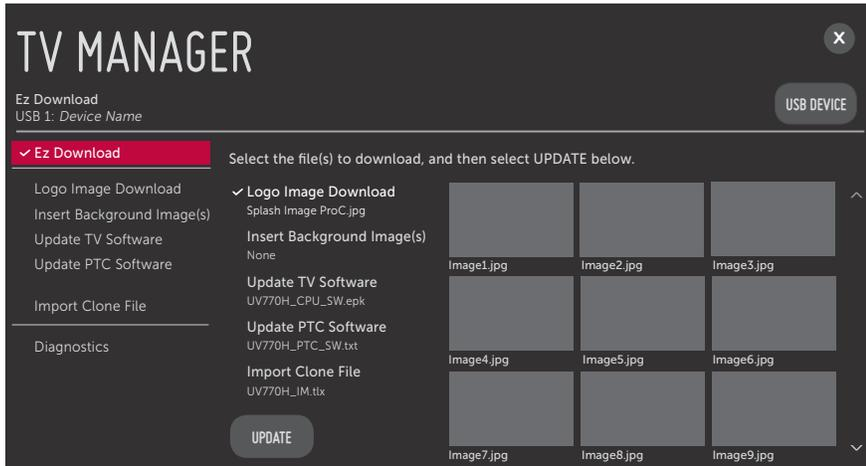 TV MANAGER
X
Ez Download
USB 1: Device Name
USB DEVICE
Ez Download
Logo Image Download
Insert Background Image(s)
Update TV Software
Update PTC Software
Import Clone File
Diagnostics
Select the file(s) to download, and then select UPDATE below.
Logo Image Download
Splash Image ProC.jpg
Insert Background Image(s)
None
Update TV Software
UV770H_CPU_SW.epk
Update PTC Software
UV770H_PTC_SW.txt
Import Clone File
UV770H_IM.tlx
UPDATE
Image1.jpg
Image2.jpg
Image3.jpg
Image4.jpg
Image5.jpg
Image6.jpg
Image7.jpg
Image8.jpg
Image9.jpg